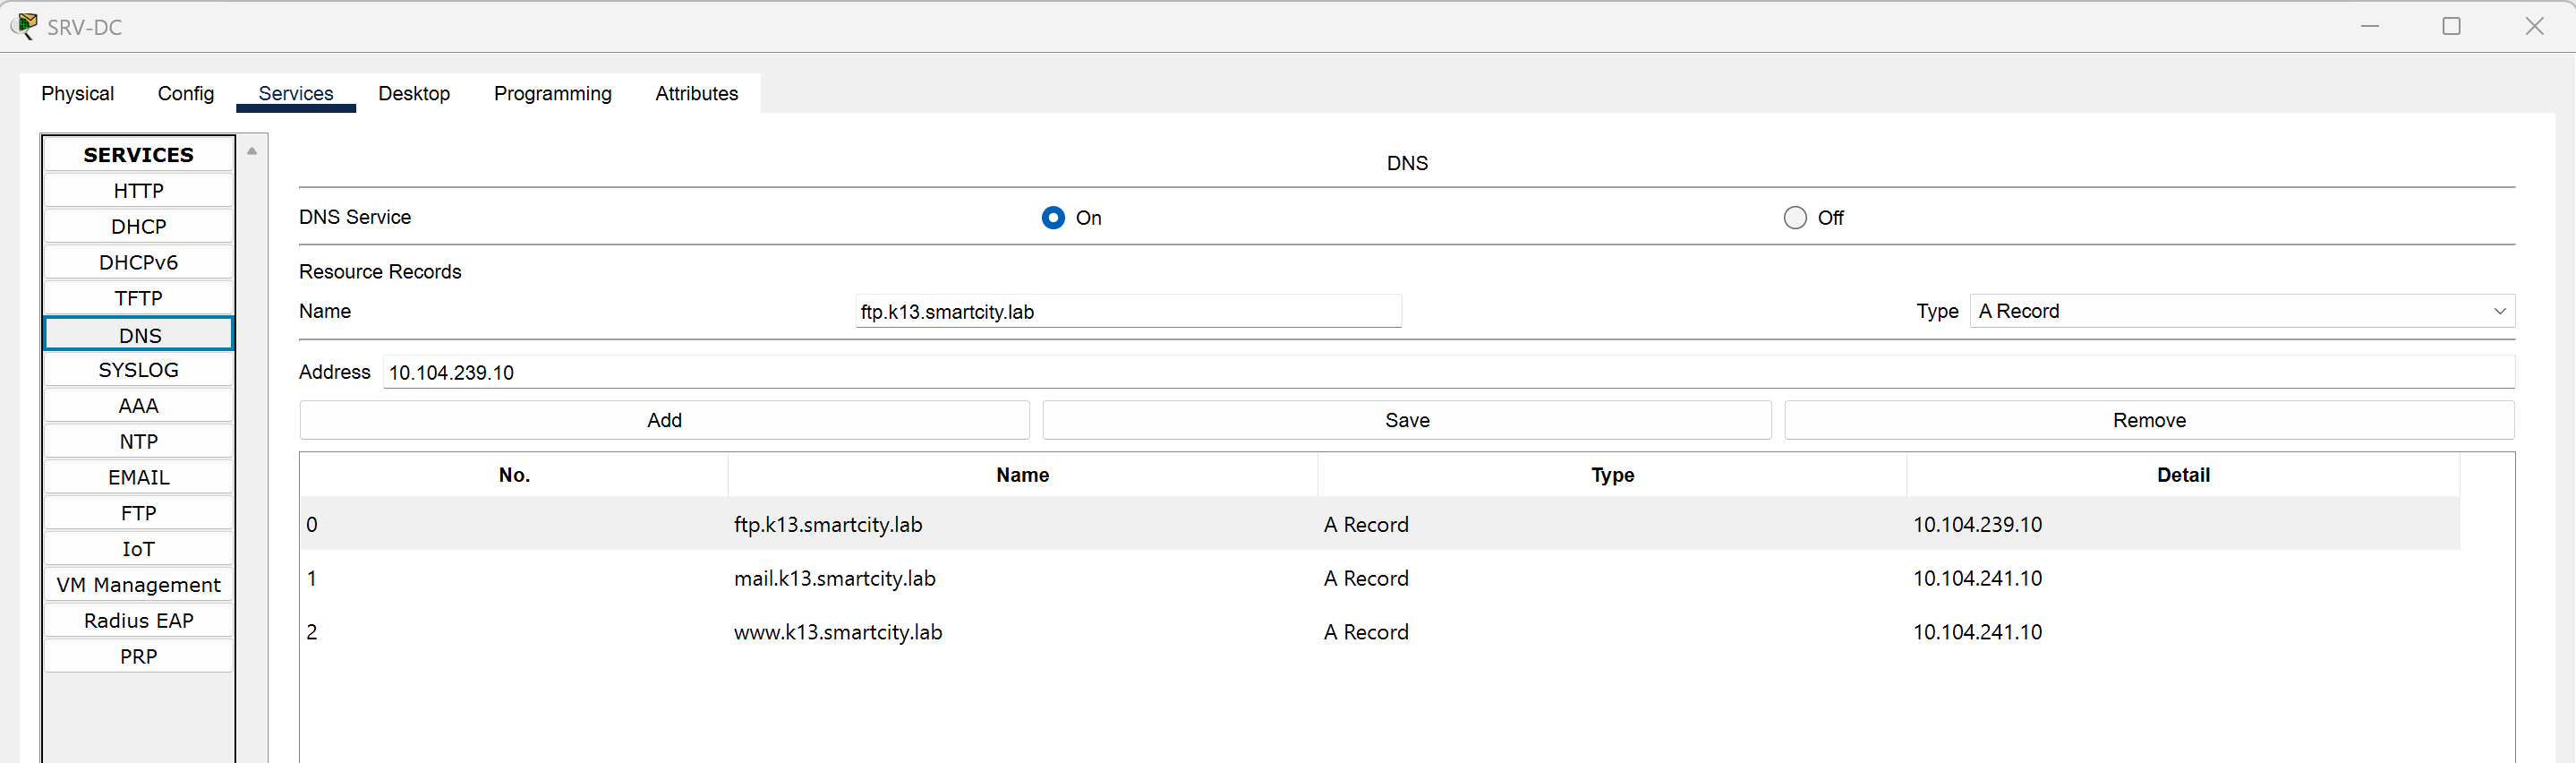 SRV-DC
Physical Config Services Desktop Programming Attributes
SERVICES
HTTP
DHCP
DHCPv6
TFTP
DNS
SYSLOG
AAA
NTP
EMAIL
FTP
IoT
VM Management
Radius EAP
PRP
DNS
DNS Service On Off
Resource Records
Name ftp.k13.smartcity.lab Type A Record
Address 10.104.239.10
Add Save Remove
No. Name Type Detail
0 ftp.k13.smartcity.lab A Record 10.104.239.10
1 mail.k13.smartcity.lab A Record 10.104.241.10
2 www.k13.smartcity.lab A Record 10.104.241.10